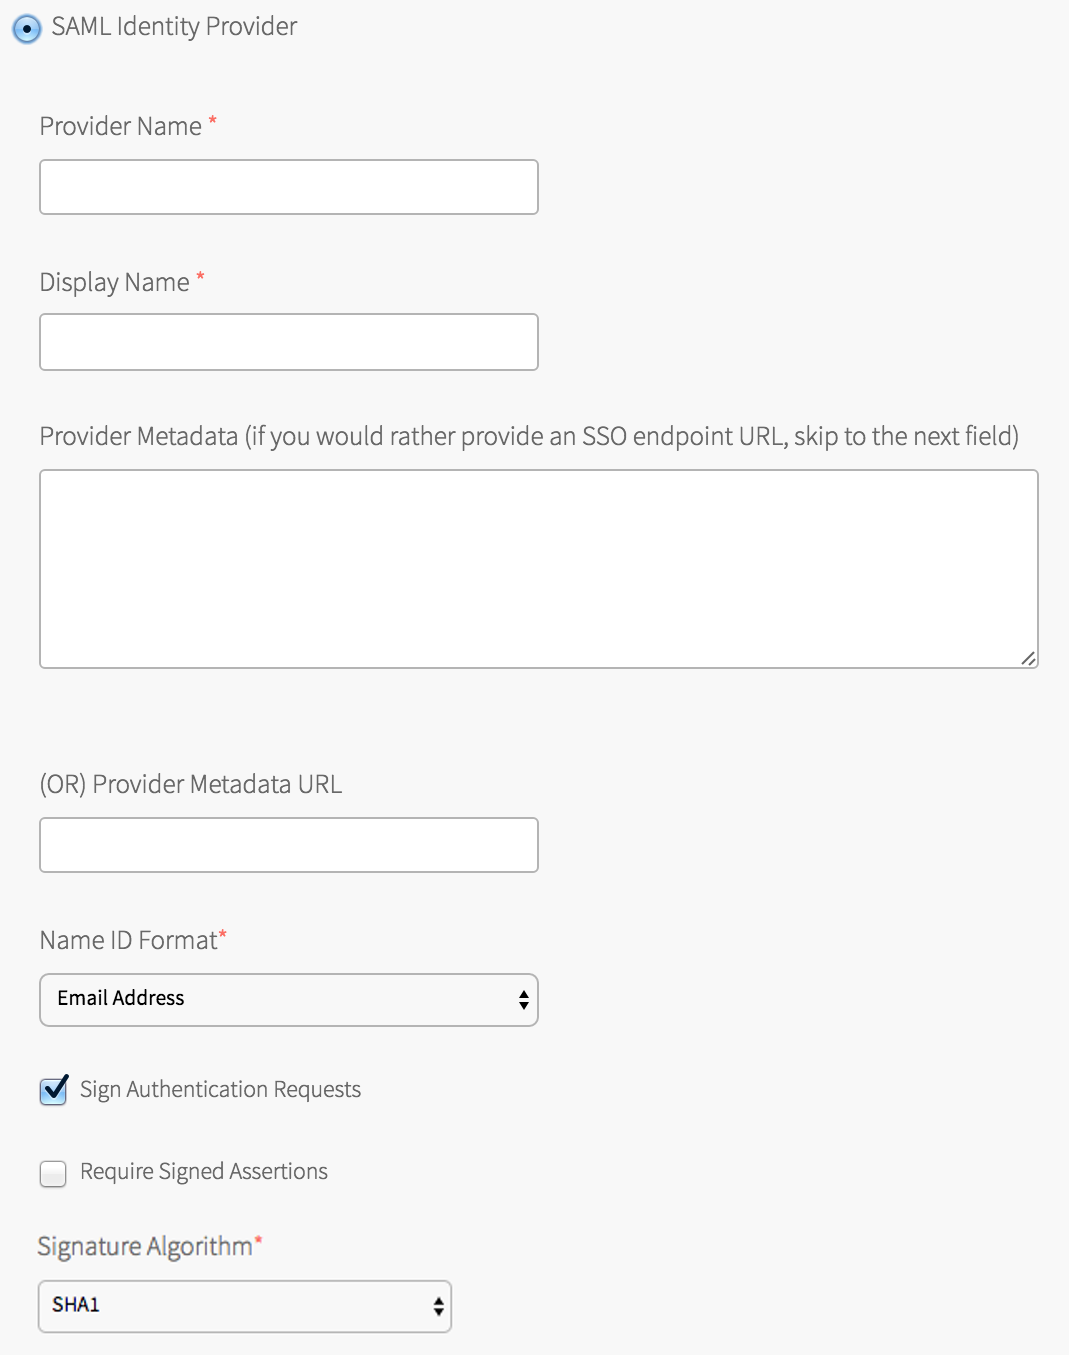 SAML Identity Provider
Provider Name *
Display Name *
Provider Metadata (if you would rather provide an SSO endpoint URL, skip to the next field)
(OR) Provider Metadata URL
Name ID Format*
Email Address
Sign Authentication Requests
Require Signed Assertions
Signature Algorithm*
SHA1